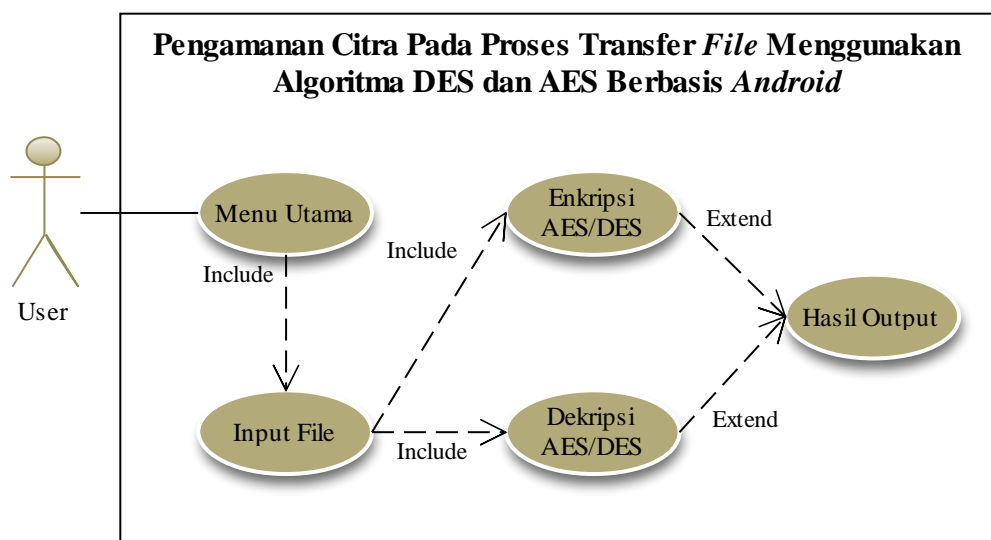 Pengamanan Citra Pada Proses Transfer File Menggunakan
Algoritma DES dan AES Berbasis Android
User
Menu Utama
Include
Input File
Include
Include
Enkripsi
AES/DES
Dekripsi
AES/DES
Extend
Extend
Hasil Output